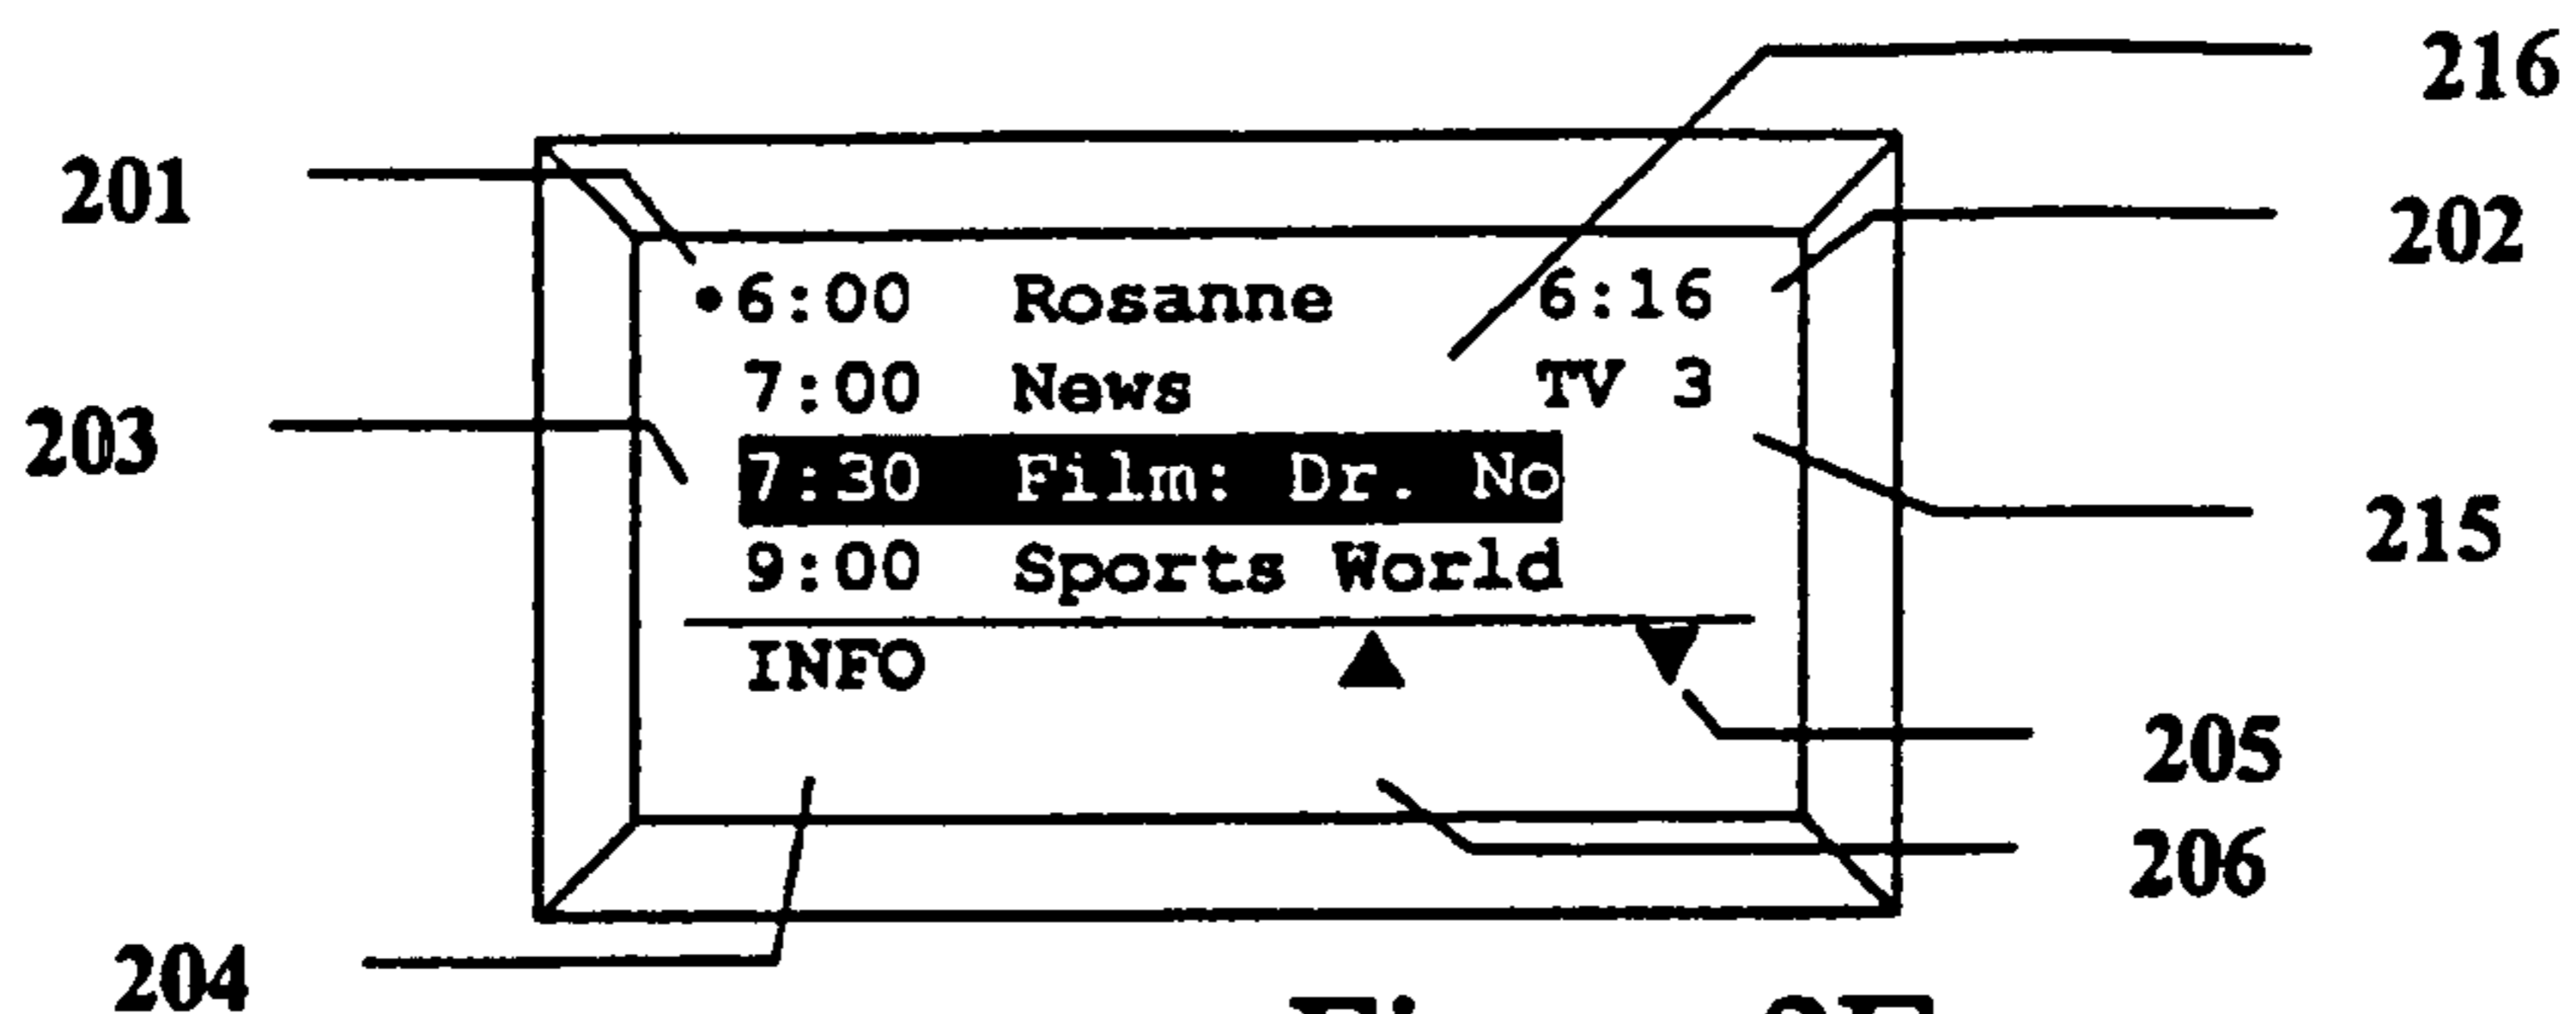 216
201
202
•6:00 Rosanne 6:16
7:00 News TV 3
203
7:30 Film: Dr. No
215
9:00 Sports World
INFO ▲ ▼
205
206
204